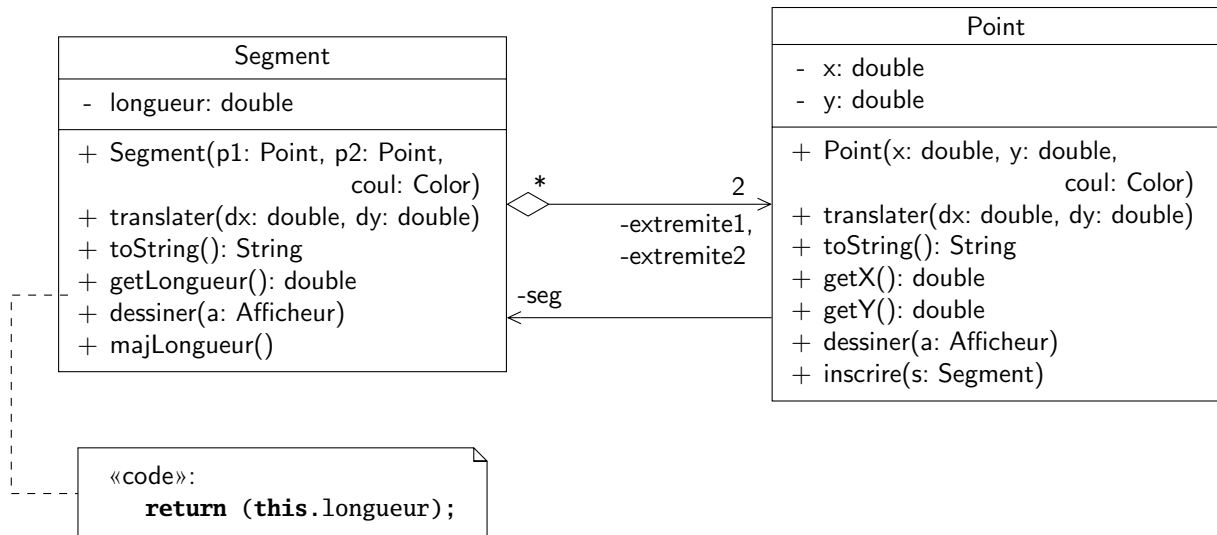 Segment
- longueur: double
+ Segment(p1: Point, p2: Point,
coul: Color)
+ translater(dx: double, dy: double)
+ toString(): String
+ getLongueur(): double
+ dessiner(a: Afficheur)
+ majLongueur()
* 2
-extremite1,
-extremite2
-seg
Point
- x: double
- y: double
+ Point(x: double, y: double,
coul: Color)
+ translater(dx: double, dy: double)
+ toString(): String
+ getX(): double
+ getY(): double
+ dessiner(a: Afficheur)
+ inscrire(s: Segment)
«code»:
return (this.longueur);